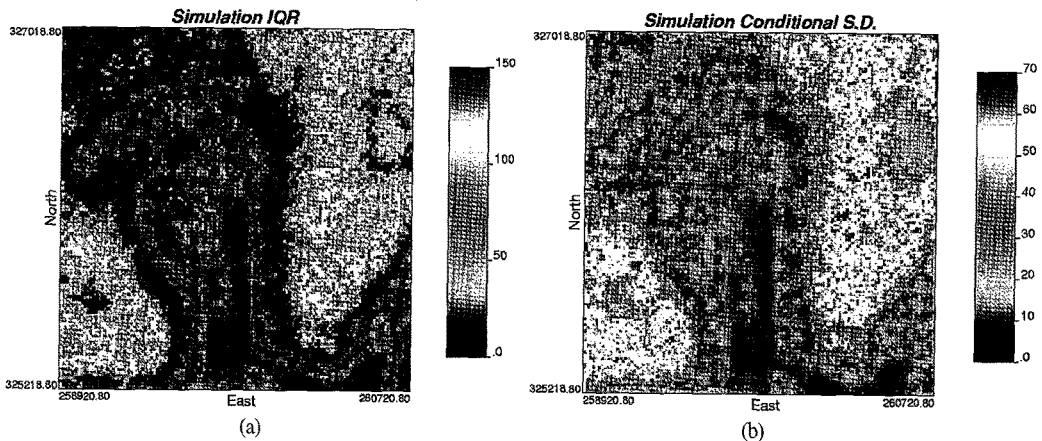 Simulation IQR
327018.80
North
325218.80
258920.80
East
260720.80
150
100
50
.0
(a)
Simulation Conditional S.D.
327018.80
North
325218.80
258920.80
East
260720.80
70
60
50
40
30
20
10
.0
(b)